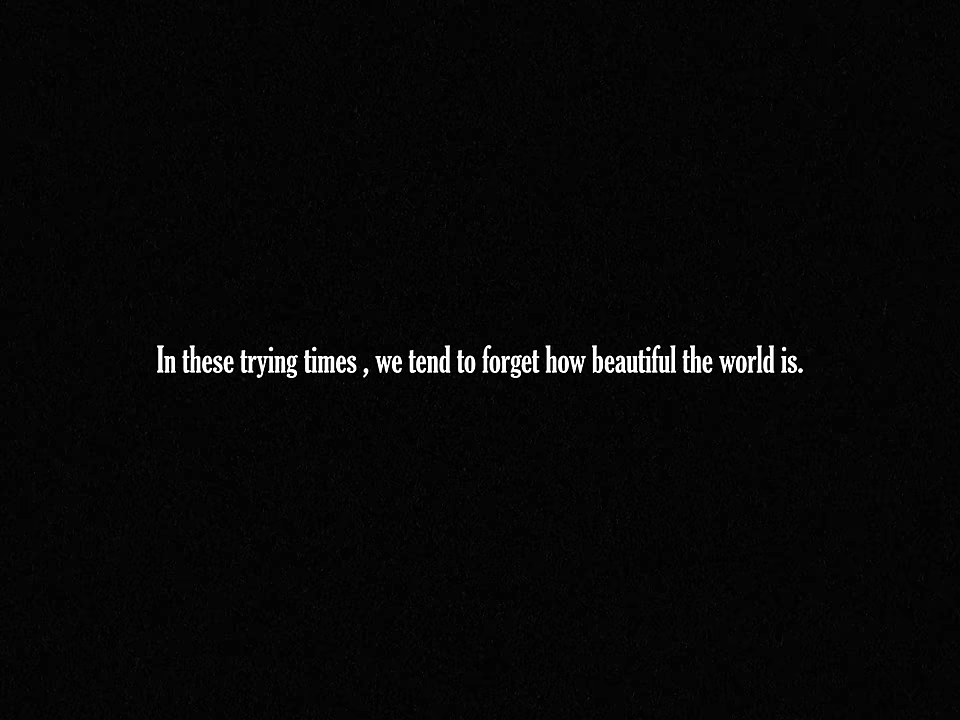 In these trying times , we tend to forget how beautiful the world is.